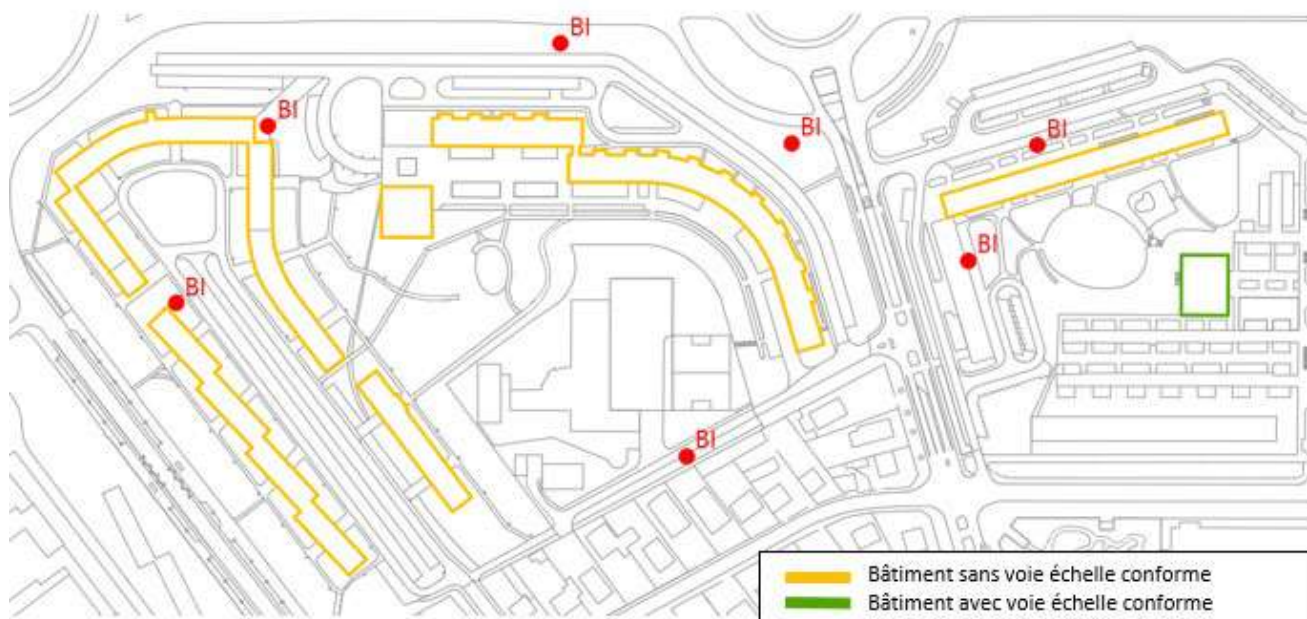 BI
BI
BI
BI
BI
BI
BI
Bâtiment sans voie échelle conforme
Bâtiment avec voie échelle conforme